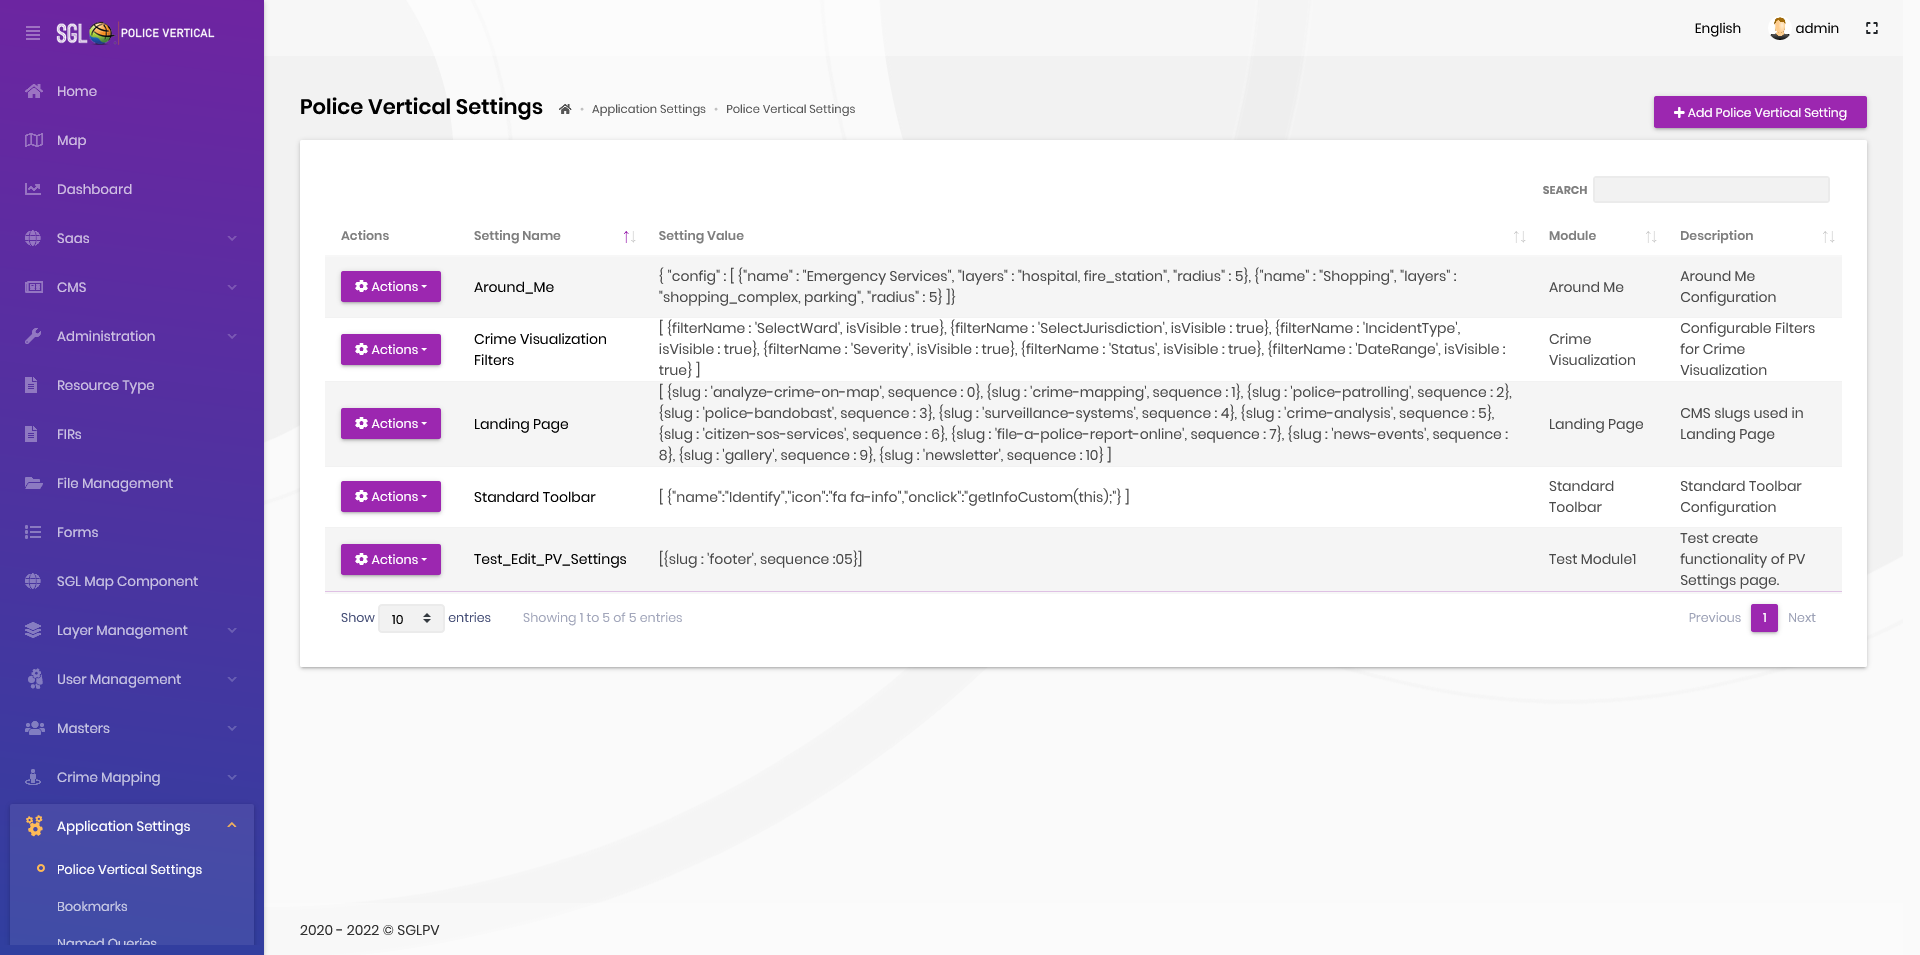 SGL POLICE VERTICAL
Home
Map
Dashboard
Saas
CMS
Administration
Resource Type
FIRs
File Management
Forms
SGL Map Component
Layer Management
User Management
Masters
Crime Mapping
Application Settings
Police Vertical Settings
Bookmarks
Named Queries
English
admin
Police Vertical Settings
Application Settings
Police Vertical Settings
Add Police Vertical Setting
SEARCH
Actions Setting Name Setting Value Module Description
Actions
Around_Me
{ "config" : [ {"name" : "Emergency Services", "layers" : "hospital, fire_station", "radius" : 5}, {"name" : "Shopping", "layers" :
"shopping_complex, parking", "radius" : 5} ]}
Around Me
Around Me
Configuration
Actions
Crime Visualization
Filters
[ {filterName : 'SelectWard', isVisible : true}, {filterName : 'SelectJurisdiction', isVisible : true}, {filterName : 'IncidentType',
isVisible : true}, {filterName : 'Severity', isVisible : true}, {filterName : 'Status', isVisible : true}, {filterName : 'DateRange', isVisible :
true} ]
Crime
Visualization
Configurable Filters
for Crime
Visualization
Actions
Landing Page
[ {slug : 'analyze-crime-on-map', sequence : 0}, {slug : 'crime-mapping', sequence : 1}, {slug : 'police-patrolling', sequence : 2},
{slug : 'police-bandobast', sequence : 3}, {slug : 'surveillance-systems', sequence : 4}, {slug : 'crime-analysis', sequence : 5},
{slug : 'citizen-sos-services', sequence : 6}, {slug : 'file-a-police-report-online', sequence : 7}, {slug : 'news-events', sequence :
8}, {slug : 'gallery', sequence : 9}, {slug : 'newsletter', sequence : 10} ]
Landing Page
CMS slugs used in
Landing Page
Actions
Standard Toolbar
[ {"name":"Identify","icon":"fa fa-info","onclick":"getInfoCustom(this);"} ]
Standard
Toolbar
Standard Toolbar
Configuration
Actions
Test_Edit_PV_Settings
[{slug : 'footer', sequence :05}]
Test Module1
Test create
functionality of PV
Settings page.
Show 10 entries
Showing 1 to 5 of 5 entries
Previous 1 Next
2020 - 2022 © SGLPV